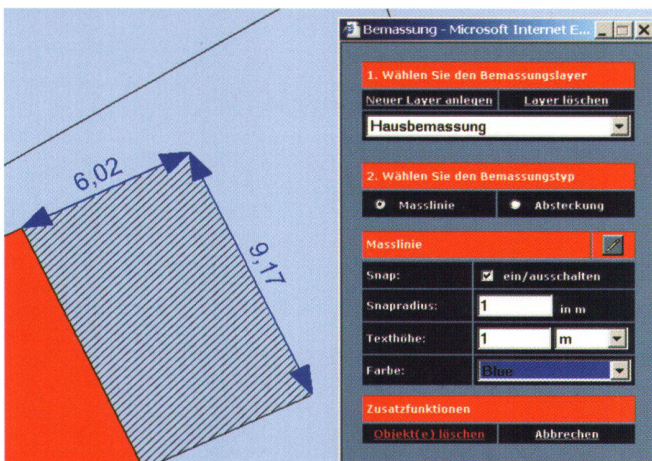 6,02
9,17
Bemassung - Microsoft Internet E...
1. Wählen Sie den Bemassungslayer
Neuer Layer anlegen Layer löschen
Hausbemassung
2. Wählen Sie den Bemassungstyp
Masslinie Absteckung
Masslinie
Snap: ein/ausschalten
Snapradius: 1 in m
Texthöhe: 1 m
Farbe: Blue
Zusatzfunktionen
Objekt(e) löschen Abbrechen